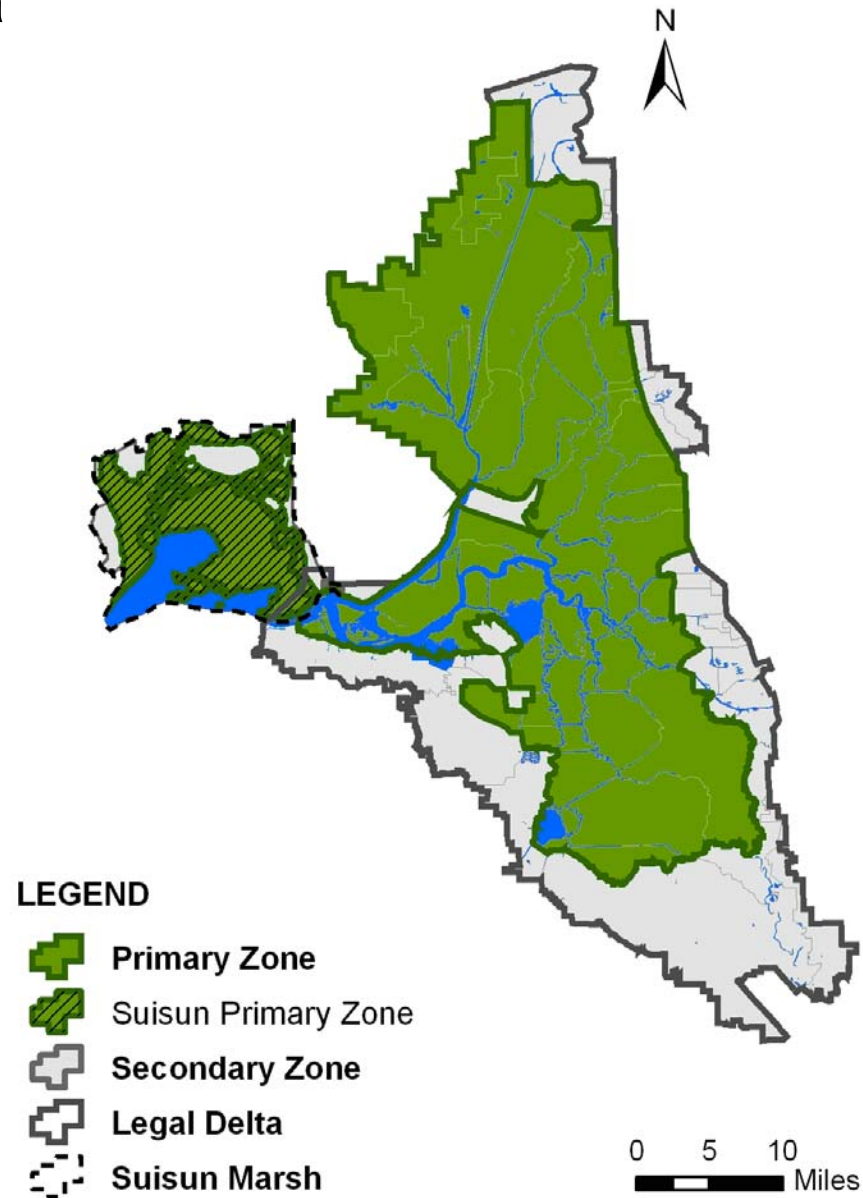 N
LEGEND
Primary Zone
Suisun Primary Zone
Secondary Zone
Legal Delta
Suisun Marsh
0 5 10
Miles